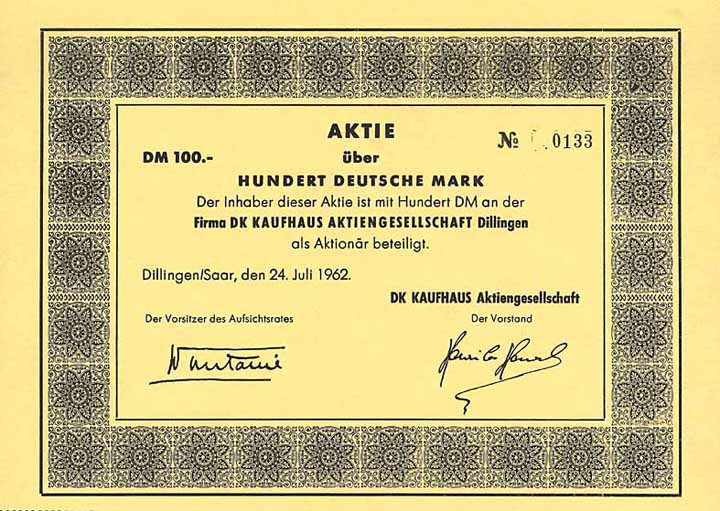 AKTIE
DM 100.-
№ 0133
über
HUNDERT DEUTSCHE MARK
Der Inhaber dieser Aktie ist mit Hundert DM an der
Firma DK KAUFHAUS AKTIENGESELLSCHAFT Dillingen
als Aktionär beteiligt.
Dillingen/Saar, den 24. Juli 1962.
DK KAUFHAUS Aktiengesellschaft
Der Vorsitzer des Aufsichtsrates
Der Vorstand